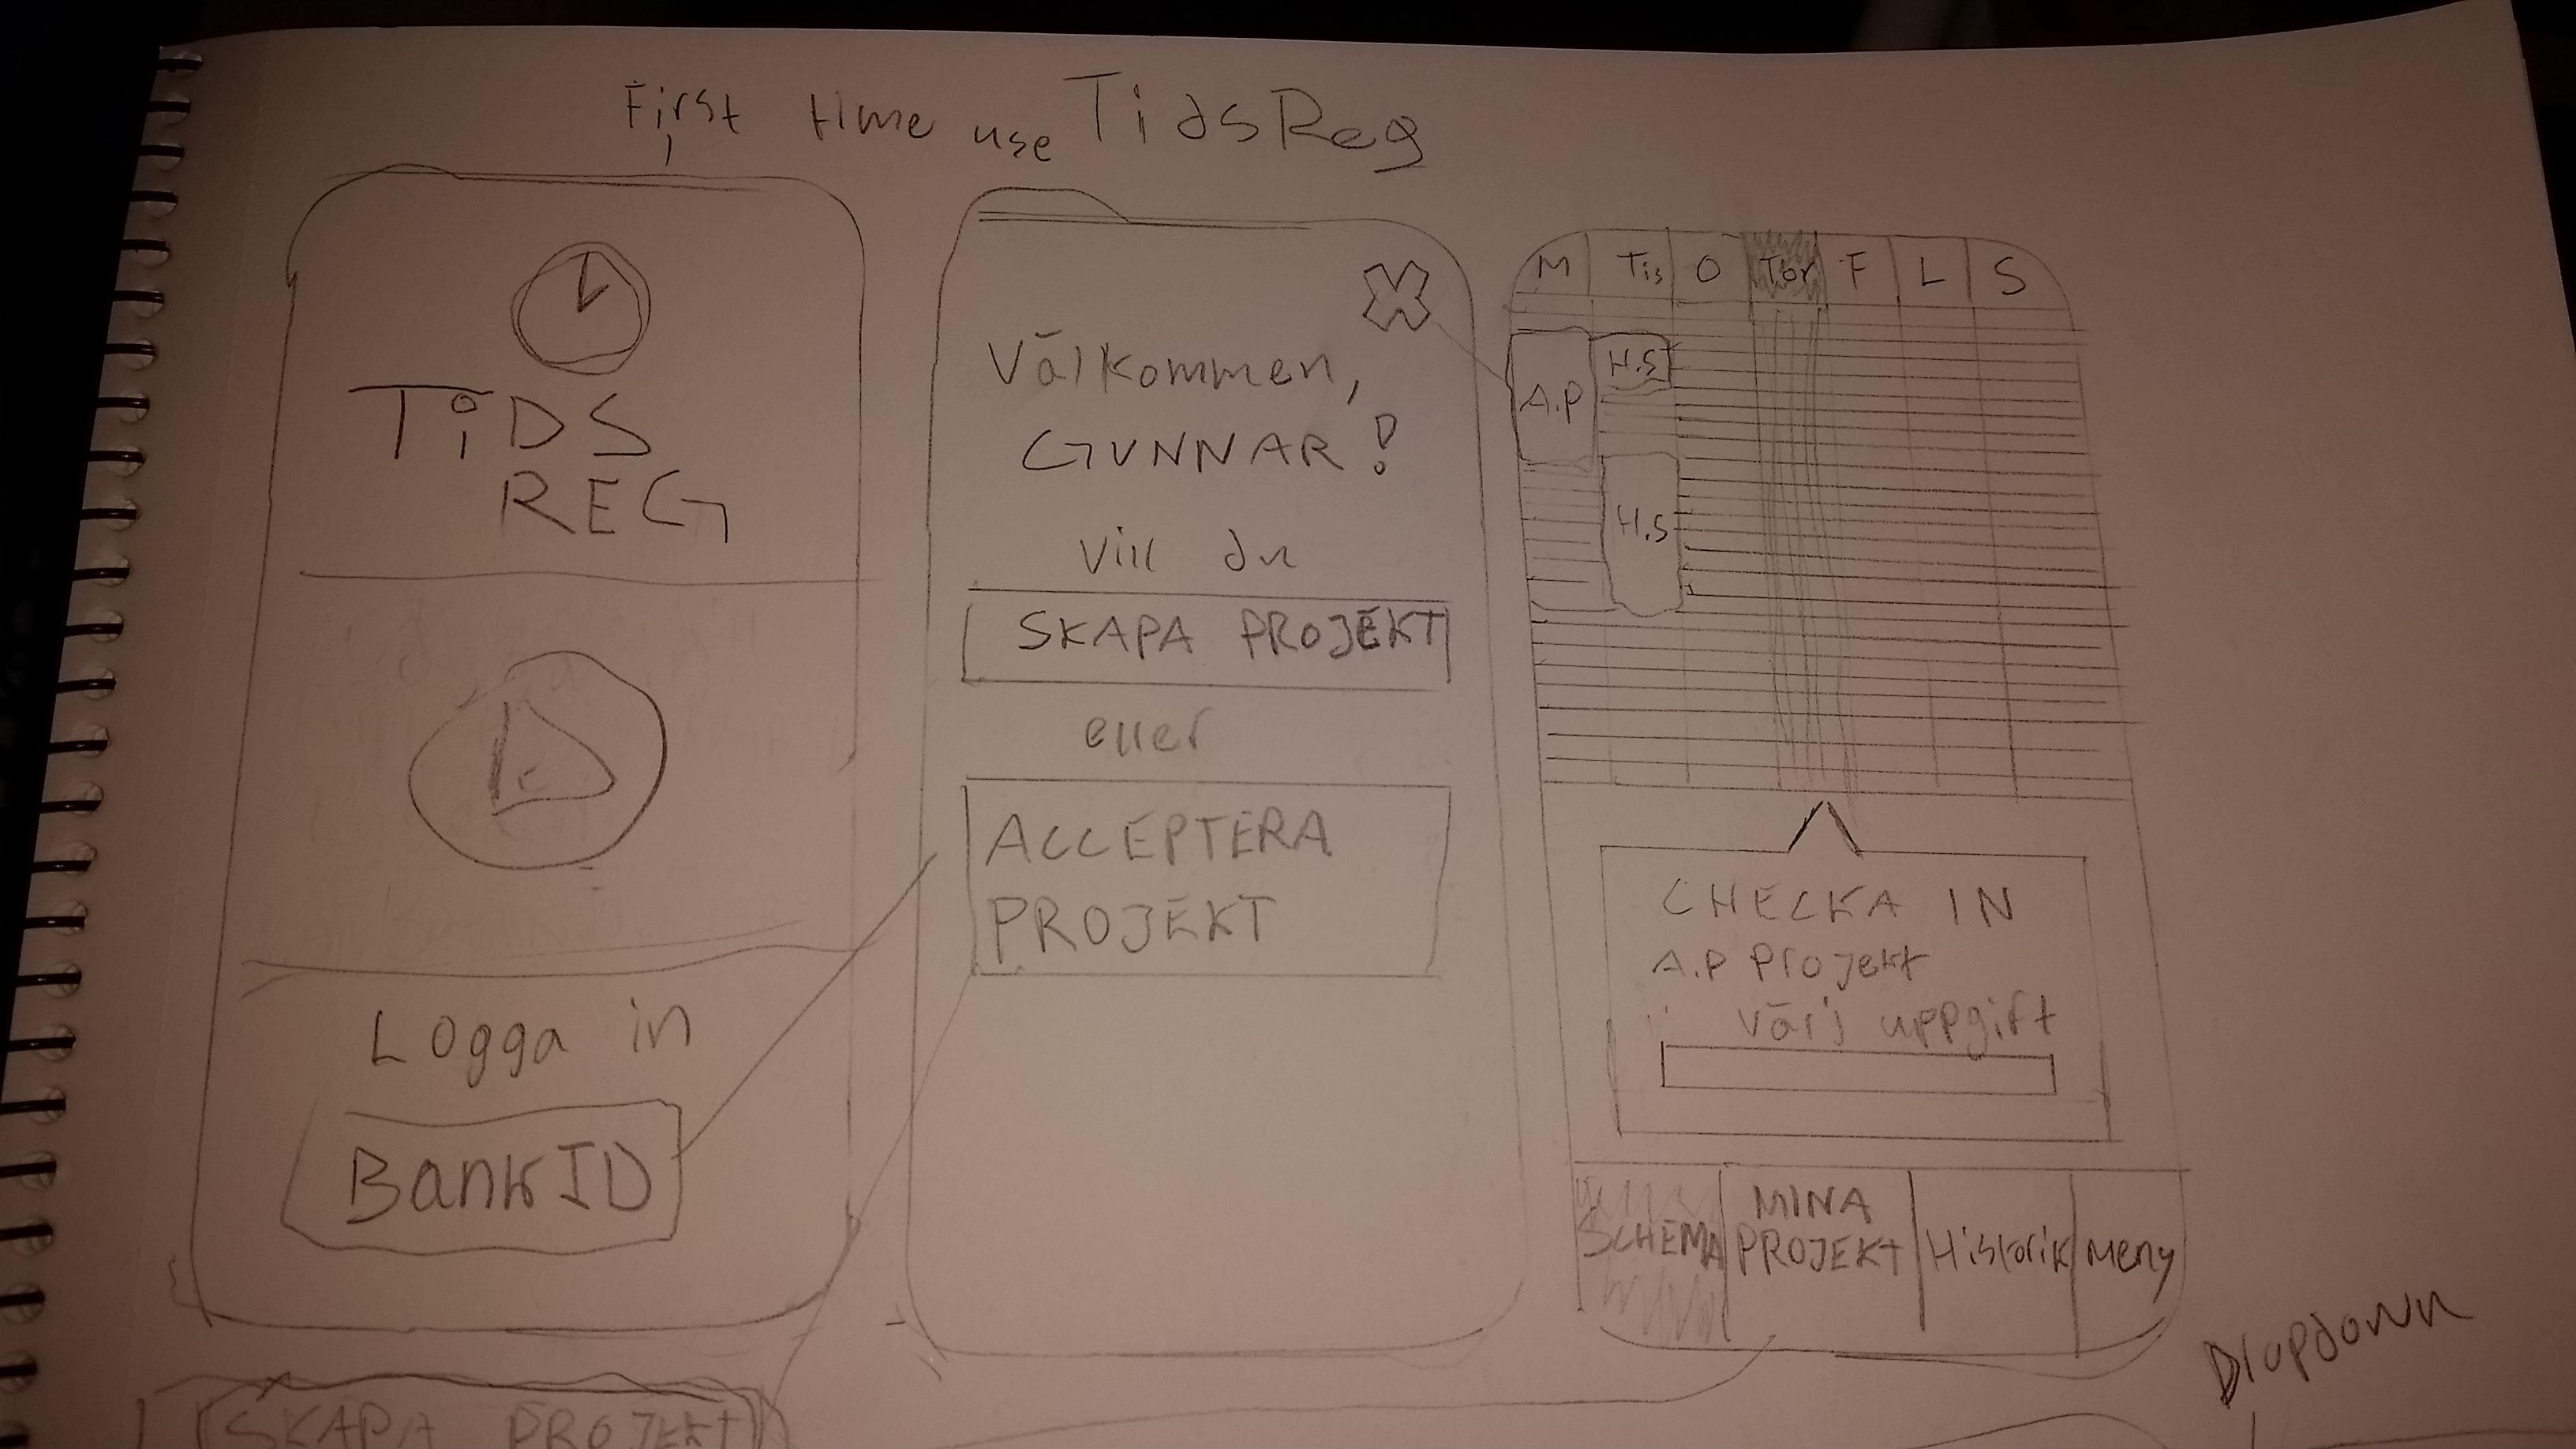 First time use TidsReg
TiDS
REG
Logga in
BankID
Välkommen,
GUNNAR!
vill du
SKAPA PROJEKT
eller
ACCEPTERA
PROJEKT
M Tis O Tor F L S
A.P
H.S
H.S
CHECKA IN
A.P Projekt
Välj uppgift
SCHEMA
MINA
PROJEKT
Historik
Meny
Dropdown
SKAPA PROJEKT